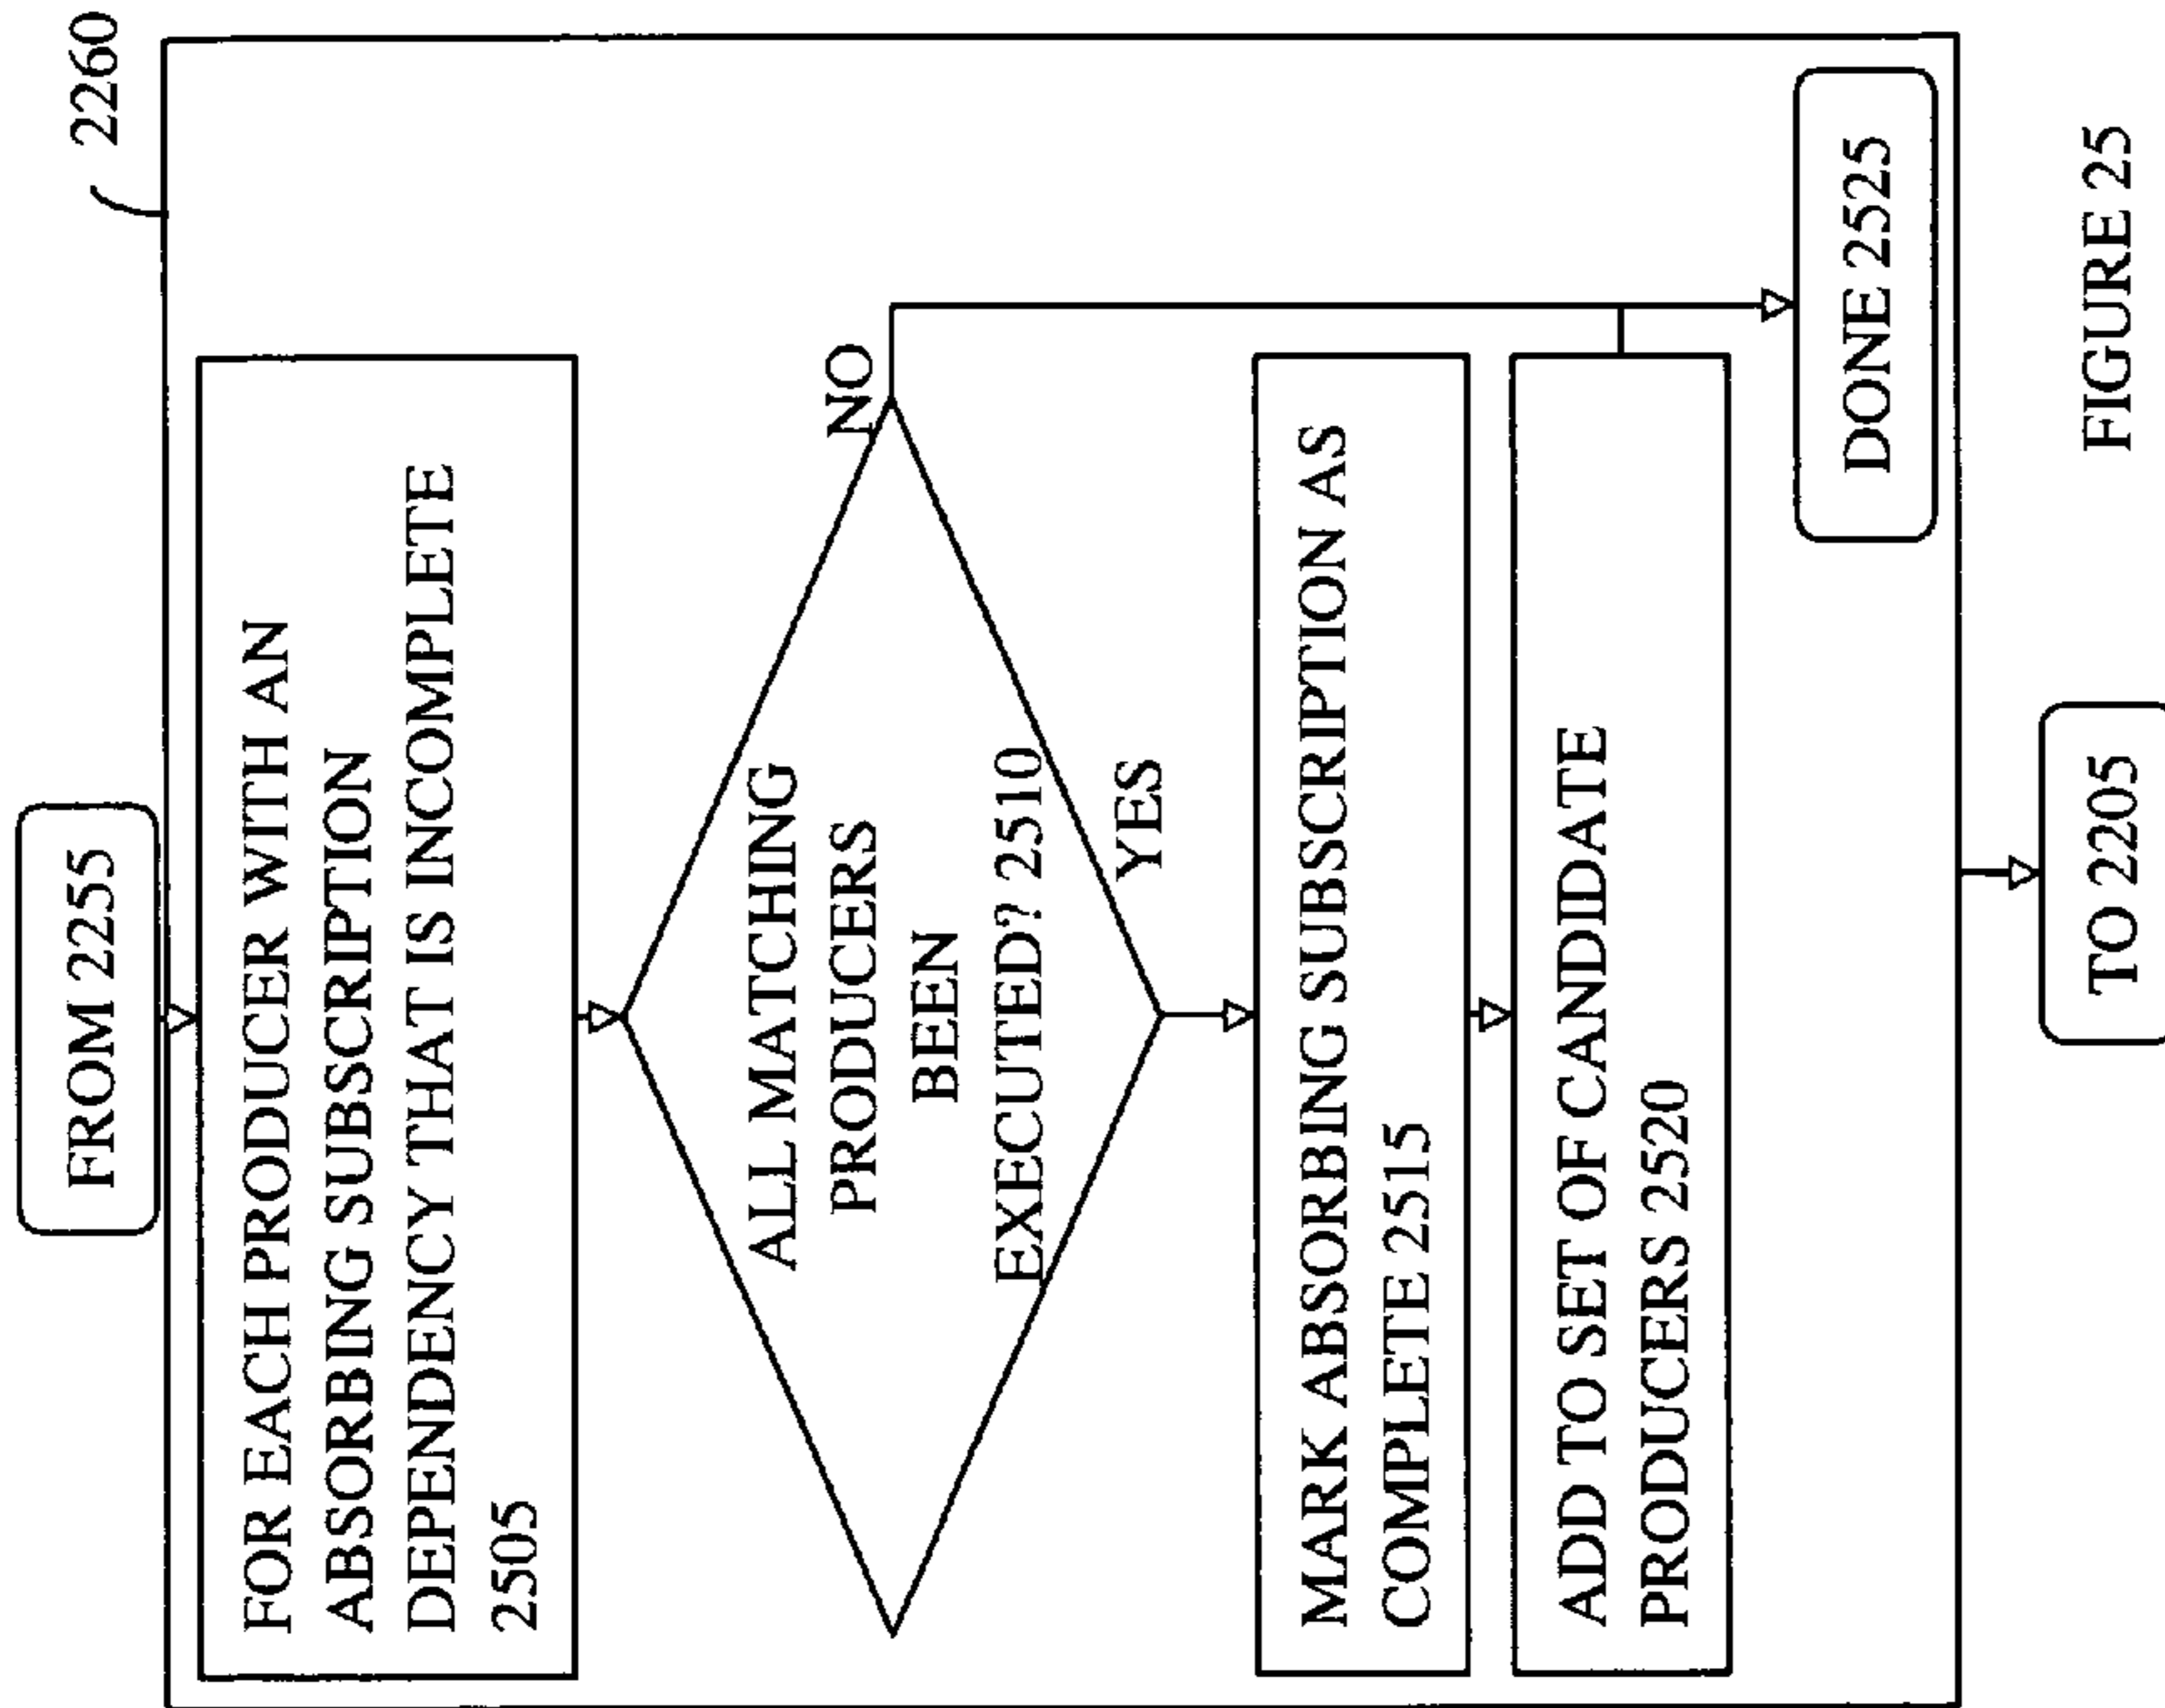 2260
FROM 2255
FOR EACH PRODUCER WITH AN
ABSORBING SUBSCRIPTION
DEPENDENCY THAT IS INCOMPLETE
2505
ALL MATCHING
PRODUCERS
BEEN
EXECUTED? 2510
NO
YES
MARK ABSORBING SUBSCRIPTION AS
COMPLETE 2515
ADD TO SET OF CANDIDATE
PRODUCERS 2520
DONE 2525
TO 2205
FIGURE 25